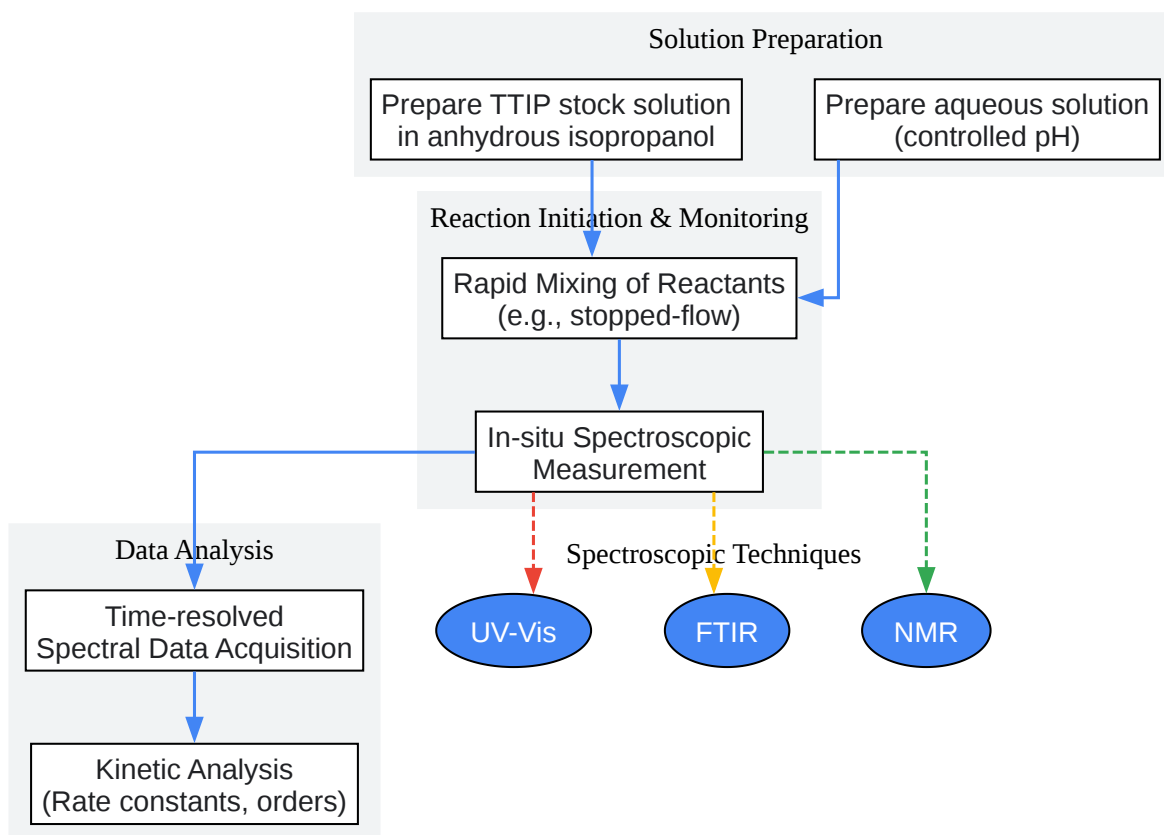 Solution Preparation
Prepare TTIP stock solution
in anhydrous isopropanol
Prepare aqueous solution
(controlled pH)
Reaction Initiation & Monitoring
Rapid Mixing of Reactants
(e.g., stopped-flow)
In-situ Spectroscopic
Measurement
Data Analysis
Time-resolved
Spectral Data Acquisition
Kinetic Analysis
(Rate constants, orders)
Spectroscopic Techniques
UV-Vis
FTIR
NMR